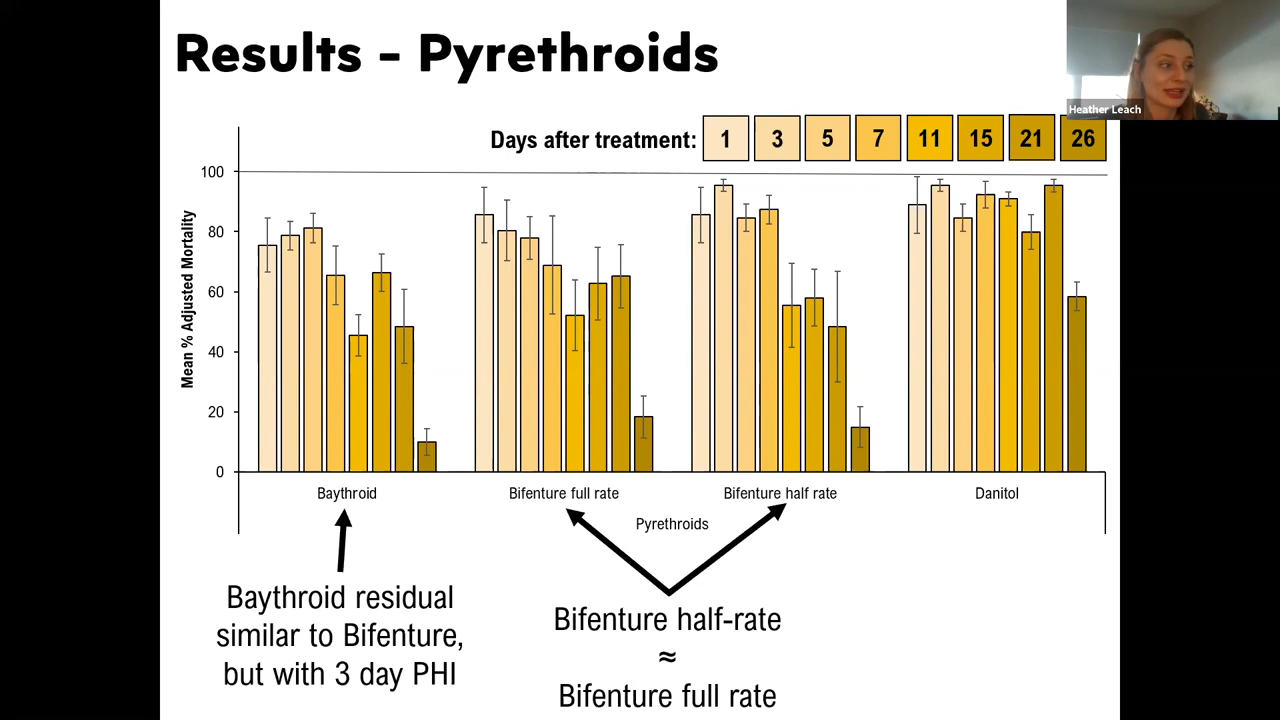 Results - Pyrethroids
Heather Leach
Days after treatment: 1 3 5 7 11 15 21 26
Mean % Adjusted Mortality
100
80
60
40
20
0
Baythroid Bifenture full rate Bifenture half rate Danitol
Pyrethroids
Baythroid residual
similar to Bifenture,
but with 3 day PHI
Bifenture half-rate
≈
Bifenture full rate